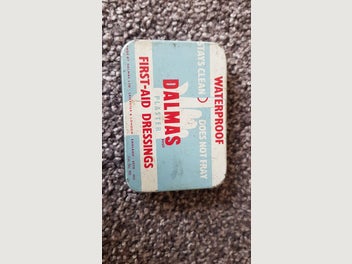 WATERPROOF
STAYS CLEAN
DOES NOT FRAY
DALMAS
PLASTER
FIRST-AID DRESSINGS